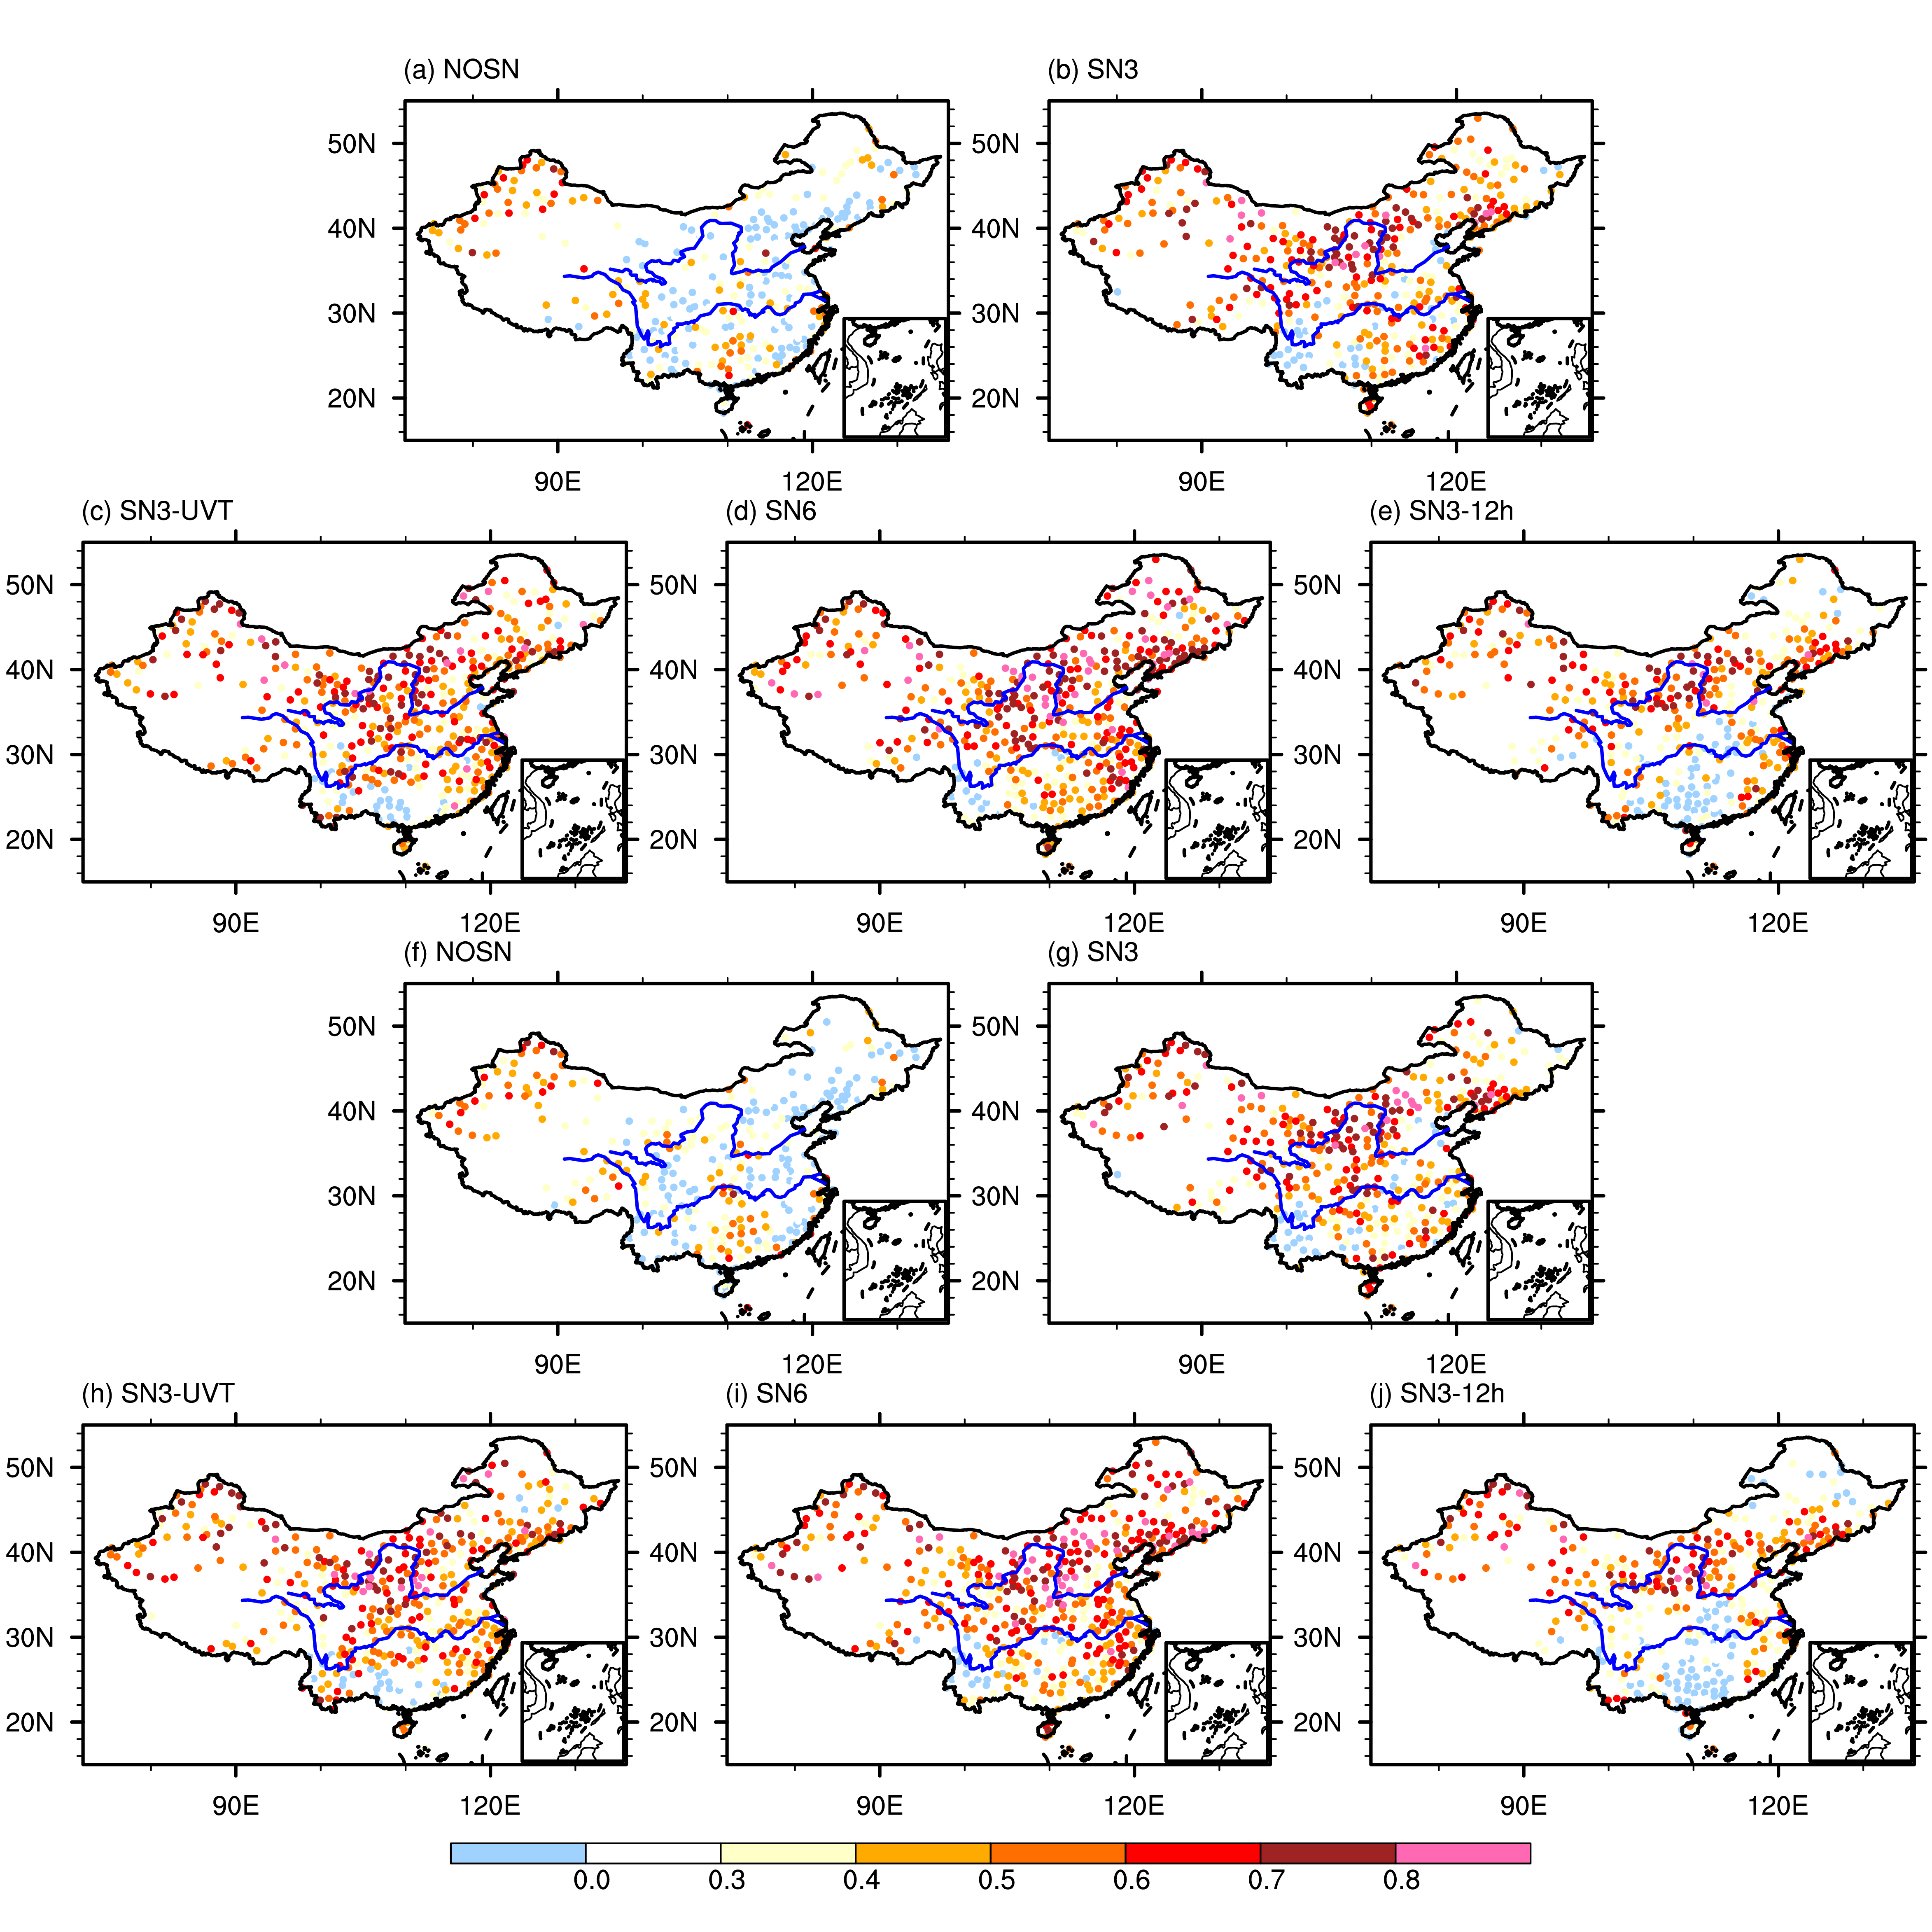 (a) NOSN
(b) SN3
50N
40N
30N
20N
90E
120E
50N
40N
30N
20N
90E
120E
(c) SN3-UVT
(d) SN6
(e) SN3-12h
50N
40N
30N
20N
90E
120E
50N
40N
30N
20N
90E
120E
50N
40N
30N
20N
90E
120E
(f) NOSN
(g) SN3
50N
40N
30N
20N
90E
120E
50N
40N
30N
20N
90E
120E
(h) SN3-UVT
(i) SN6
(j) SN3-12h
50N
40N
30N
20N
90E
120E
50N
40N
30N
20N
90E
120E
50N
40N
30N
20N
90E
120E
0.0 0.3 0.4 0.5 0.6 0.7 0.8